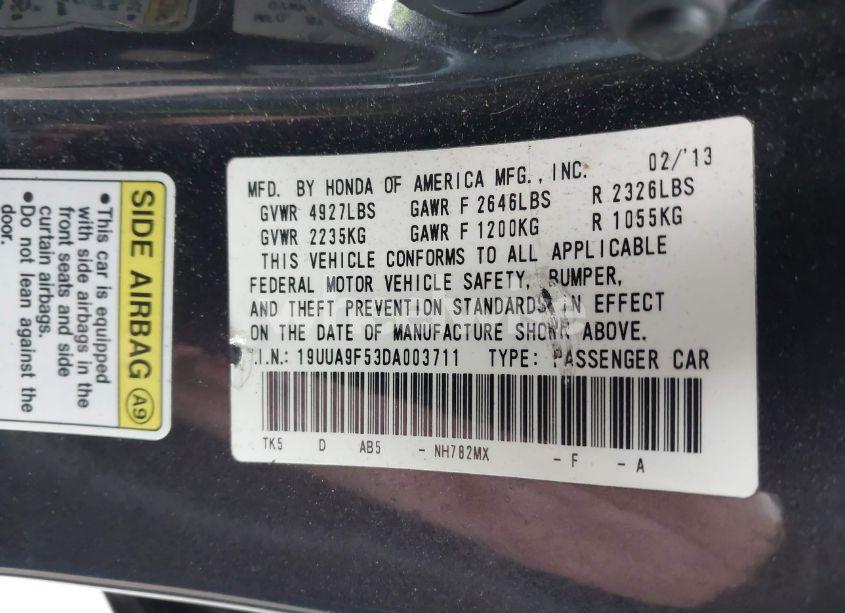 SIDE AIRBAG A9
•This car is equipped
with side airbags in the
front seats and side
curtain airbags.
•Do not lean against the
door.
MFD. BY HONDA OF AMERICA MFG., INC. 02/'13
GVWR 4927LBS GAWR F 2646LBS R 2326LBS
GVWR 2235KG GAWR F 1200KG R 1055KG
THIS VEHICLE CONFORMS TO ALL APPLICABLE
FEDERAL MOTOR VEHICLE SAFETY, BUMPER,
AND THEFT PREVENTION STANDARDS IN EFFECT
ON THE DATE OF MANUFACTURE SHOWN ABOVE.
V.I.N.: 19UUA9F53DA003711 TYPE: PASSENGER CAR
TK5 D AB5 - NH782MX - F - A